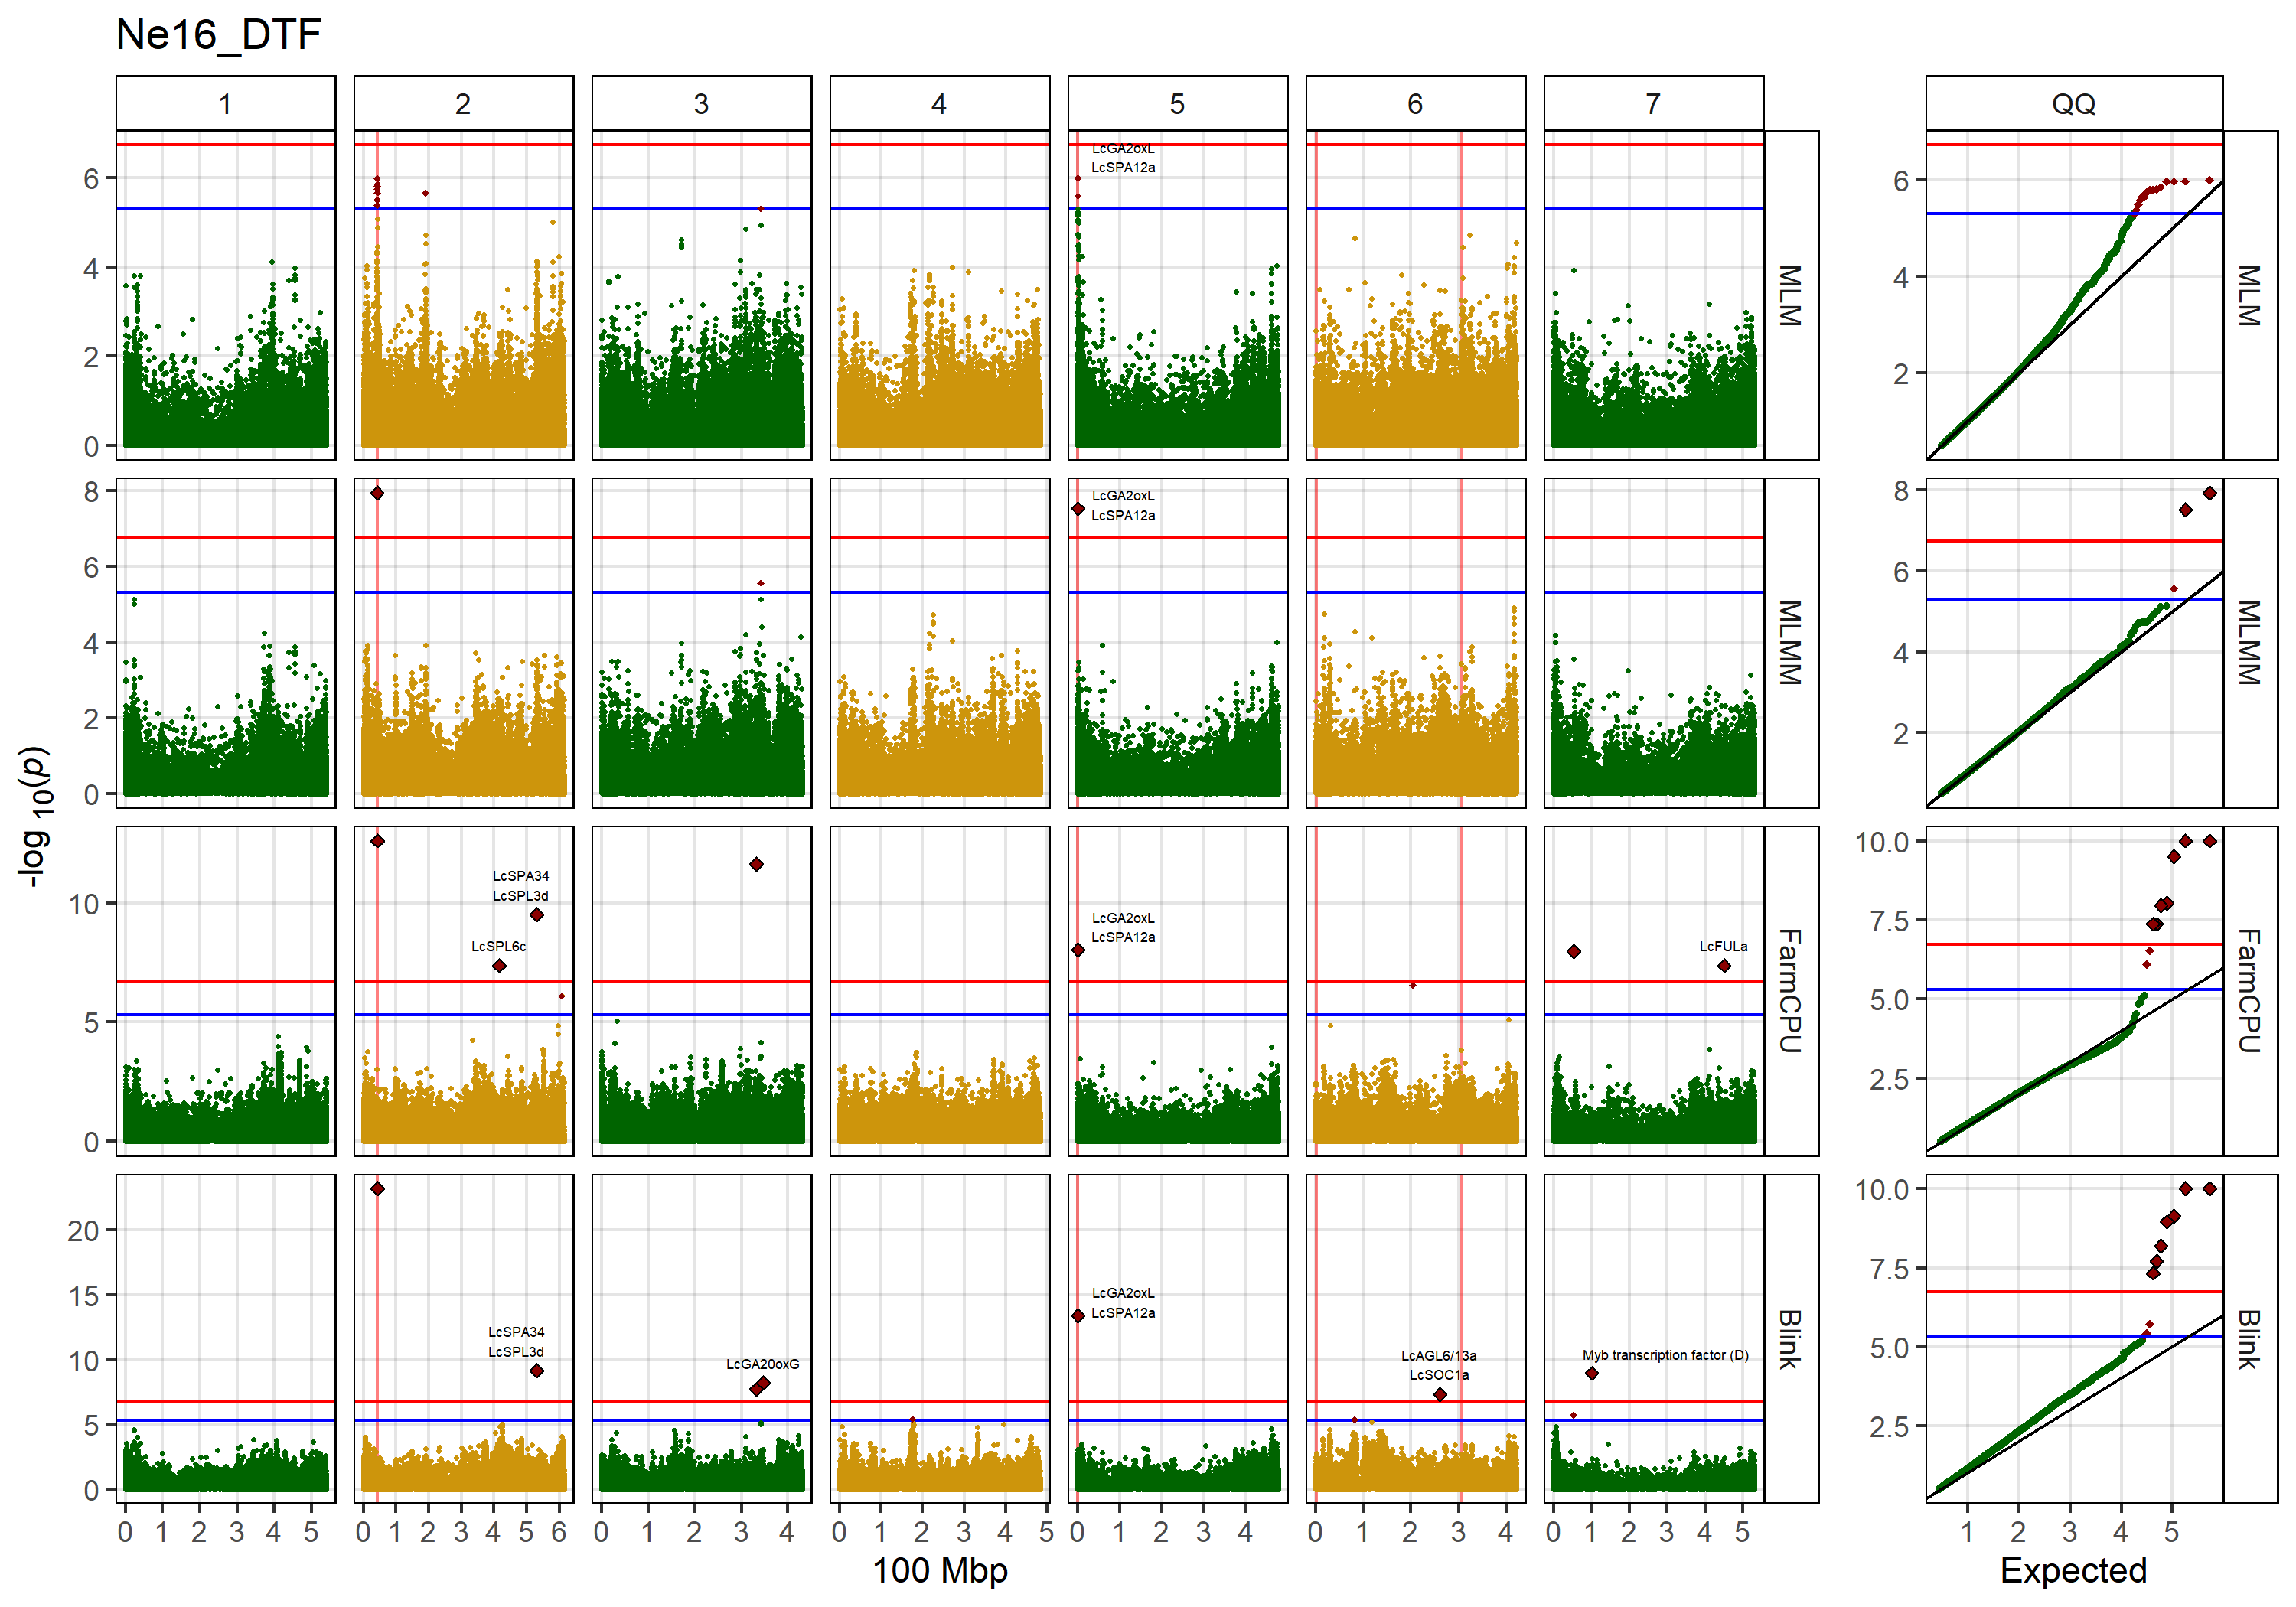 Ne16_DTF
1 2 3 4 5 6 7 QQ
6
4
2
0
LcGA2oxL
LcSPA12a
MLM
6
4
2
MLM
8
6
4
2
0
LcGA2oxL
LcSPA12a
MLMM
8
6
4
2
MLMM
-log 10(p)
10
5
0
LcSPA34
LcSPL3d
LcSPL6c
LcGA2oxL
LcSPA12a
LcFULa
FarmCPU
10.0
7.5
5.0
2.5
FarmCPU
20
15
10
5
0
LcSPA34
LcSPL3d
LcGA20oxG
LcGA2oxL
LcSPA12a
LcAGL6/13a
LcSOC1a
Myb transcription factor (D)
Blink
10.0
7.5
5.0
2.5
Blink
0 1 2 3 4 5 0 1 2 3 4 5 6 0 1 2 3 4 0 1 2 3 4 5 0 1 2 3 4 0 1 2 3 4 0 1 2 3 4 5 1 2 3 4 5
100 Mbp
Expected